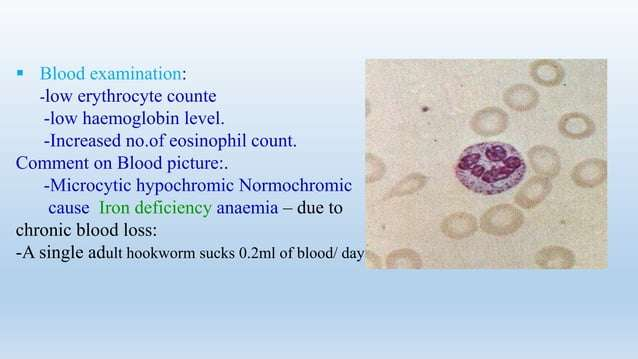 ▪ Blood examination:
-low erythrocyte counte
-low haemoglobin level.
-Increased no.of eosinophil count.
Comment on Blood picture:.
-Microcytic hypochromic Normochromic
cause Iron deficiency anaemia – due to
chronic blood loss:
-A single adult hookworm sucks 0.2ml of blood/ day